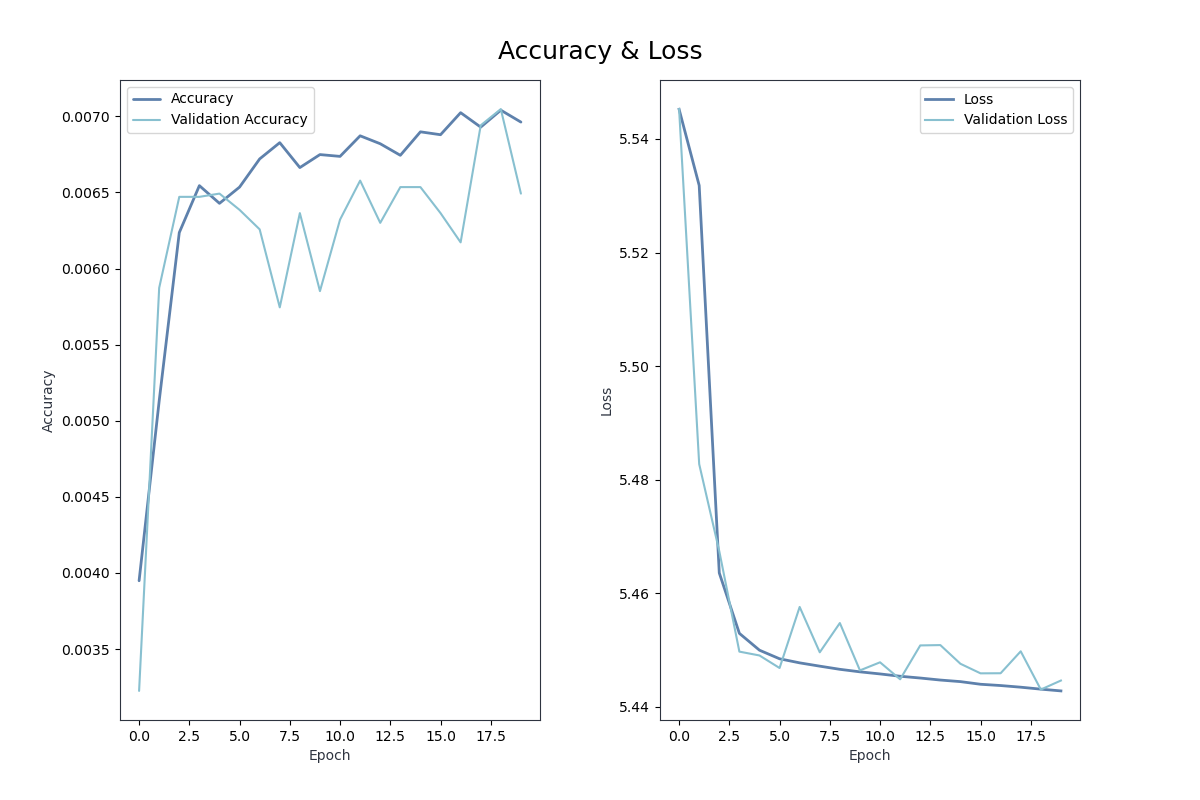 Accuracy & Loss
Accuracy
Validation Accuracy
0.0070
0.0065
0.0060
0.0055
0.0050
0.0045
0.0040
0.0035
Accuracy
0.0 2.5 5.0 7.5 10.0 12.5 15.0 17.5
Epoch
Loss
Validation Loss
5.54
5.52
5.50
5.48
5.46
5.44
Loss
0.0 2.5 5.0 7.5 10.0 12.5 15.0 17.5
Epoch